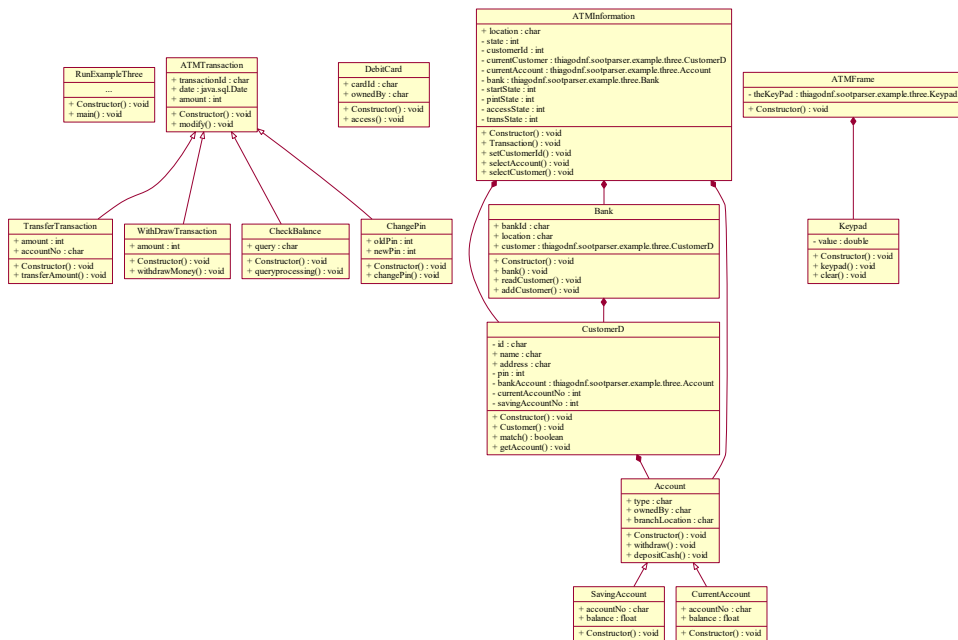 RunExampleThree
...
+ Constructor() : void
+ main() : void
ATMTransaction
+ transactionId : char
+ date : java.sql.Date
+ amount : int
+ Constructor() : void
+ modify() : void
DebitCard
+ cardId : char
+ ownedBy : char
+ Constructor() : void
+ access() : void
ATMInformation
+ location : char
- state : int
- customerId : int
- currentCustomer : thiagodnf.sootparser.example.three.CustomerD
- currentAccount : thiagodnf.sootparser.example.three.Account
- bank : thiagodnf.sootparser.example.three.Bank
- startState : int
- pintState : int
- accessState : int
- transState : int
+ Constructor() : void
+ Transaction() : void
+ setCustomerId() : void
+ selectAccount() : void
+ selectCustomer() : void
ATMFrame
- theKeyPad : thiagodnf.sootparser.example.three.Keypad
+ Constructor() : void
TransferTransaction
+ amount : int
+ accountNo : char
+ Constructor() : void
+ transferAmount() : void
WithDrawTransaction
+ amount : int
+ Constructor() : void
+ withdrawMoney() : void
CheckBalance
+ query : char
+ Constructor() : void
+ queryprocessing() : void
ChangePin
+ oldPin : int
+ newPin : int
+ Constructor() : void
+ changePin() : void
Bank
+ bankId : char
+ location : char
+ customer : thiagodnf.sootparser.example.three.CustomerD
+ Constructor() : void
+ bank() : void
+ readCustomer() : void
+ addCustomer() : void
Keypad
- value : double
+ Constructor() : void
+ keypad() : void
+ clear() : void
CustomerD
- id : char
+ name : char
+ address : char
- pin : int
- bankAccount : thiagodnf.sootparser.example.three.Account
- currentAccountNo : int
- savingAccountNo : int
+ Constructor() : void
+ Customer() : void
+ match() : boolean
+ getAccount() : void
Account
+ type : char
+ ownedBy : char
+ branchLocation : char
+ Constructor() : void
+ withdraw() : void
+ depositCash() : void
SavingAccount
+ accountNo : char
+ balance : float
+ Constructor() : void
CurrentAccount
+ accountNo : char
+ balance : float
+ Constructor() : void